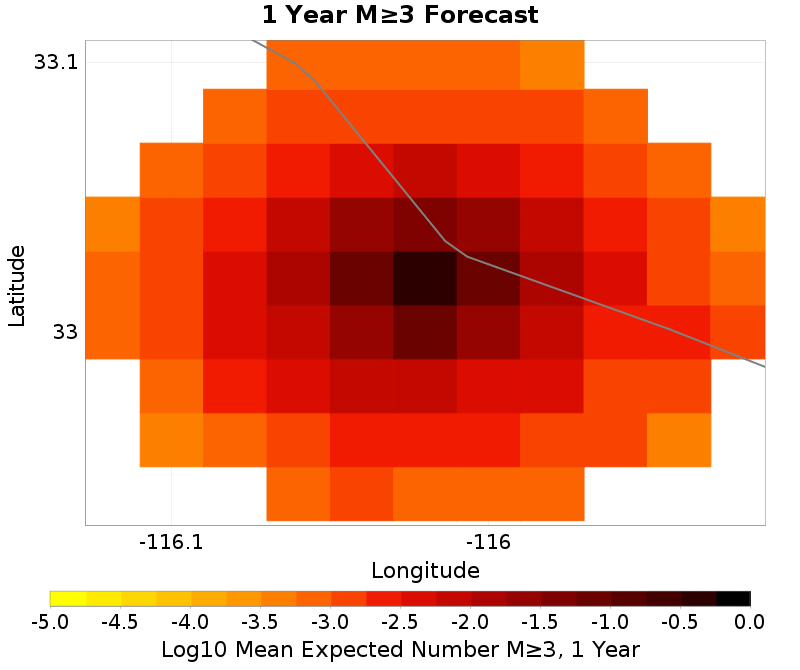 1 Year M≥3 Forecast
33.1
33
Latitude
-116.1 -116
Longitude
-5.0 -4.5 -4.0 -3.5 -3.0 -2.5 -2.0 -1.5 -1.0 -0.5 0.0
Log10 Mean Expected Number M≥3, 1 Year